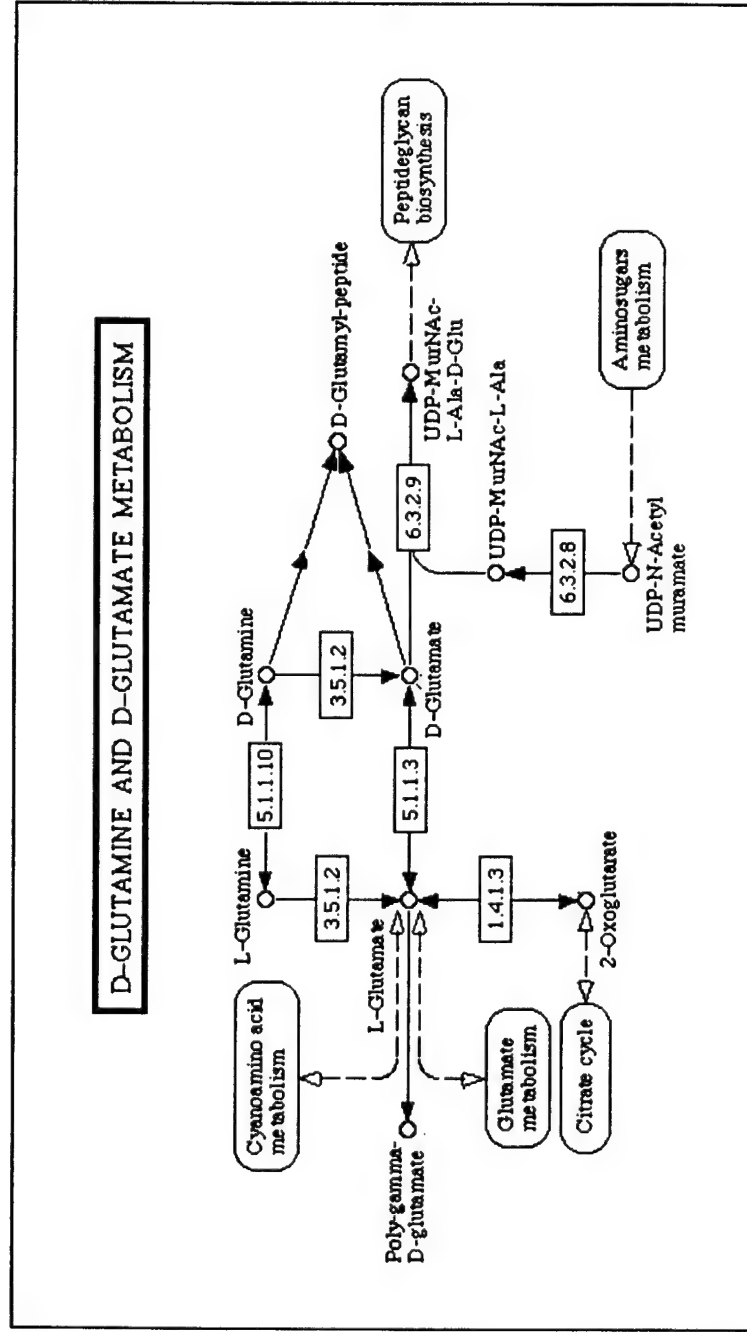 D-GLUTAMINE AND D-GLUTAMATE METABOLISM
Cyanoamino acid
metabolism
L-Glutamine
5.1.1.10
D-Glutamine
3.5.1.2
3.5.1.2
D-Glutamyl-peptide
Poly-gamma-
D-glutamate
L-Glutamate
5.1.1.3
D-Glutamate
6.3.2.9
UDP-MurNAc-
L-Ala-D-Glu
Peptideglycan
biosynthesis
Glutamate
metabolism
1.4.1.3
UDP-MurNAc-L-Ala
Citrate cycle
2-Oxoglutarate
6.3.2.8
UDP-N-Acetyl
muramate
Aminosugars
metabolism